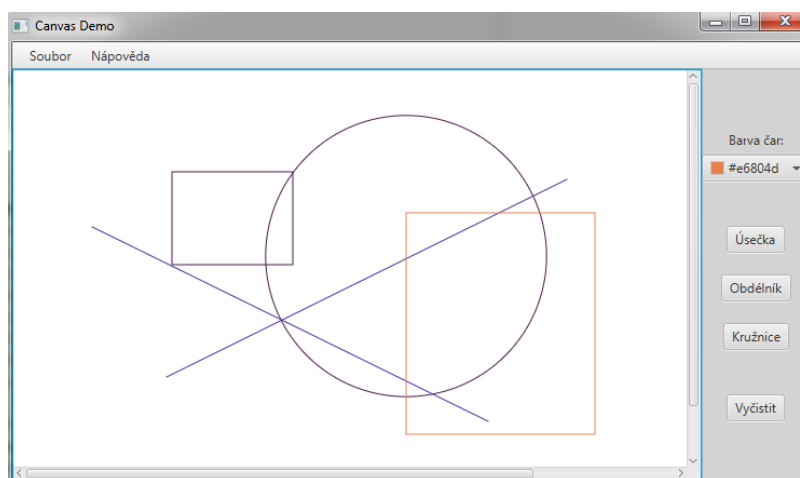 Canvas Demo
Soubor Nápověda
Barva čar:
#e6804d
Úsečka
Obdélník
Kružnice
Vyčistit